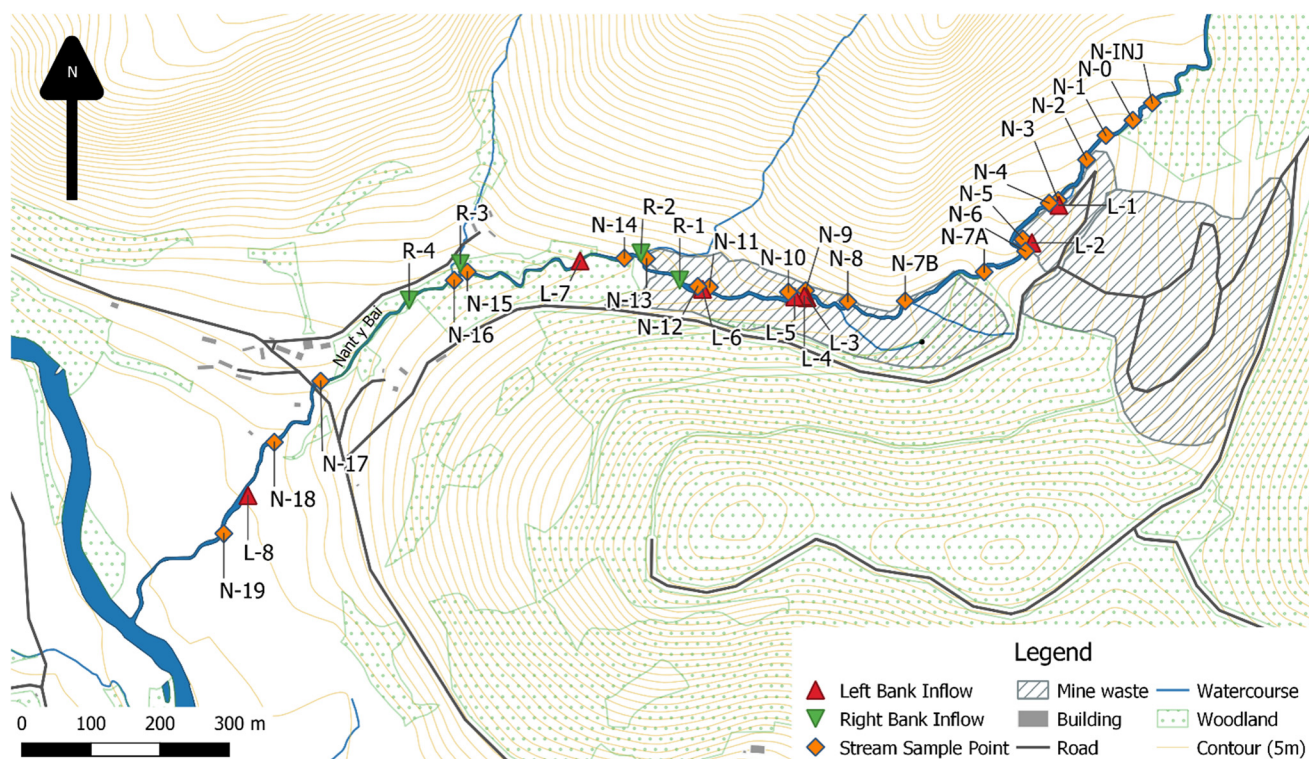 N
N-INJ
N-0
N-1
N-2
N-3
N-4
N-5
N-6
N-7A
L-1
L-2
R-3
R-2
N-14
R-1
N-11
N-9
N-10
N-8
N-7B
R-4
L-7
N-13
N-15
N-16
N-12
L-6
L-5
L-4
L-3
Nant y Bai
N-17
N-18
L-8
N-19
Legend
Left Bank Inflow
Mine waste
Watercourse
Right Bank Inflow
Building
Woodland
Stream Sample Point
Road
Contour (5m)
0 100 200 300 m